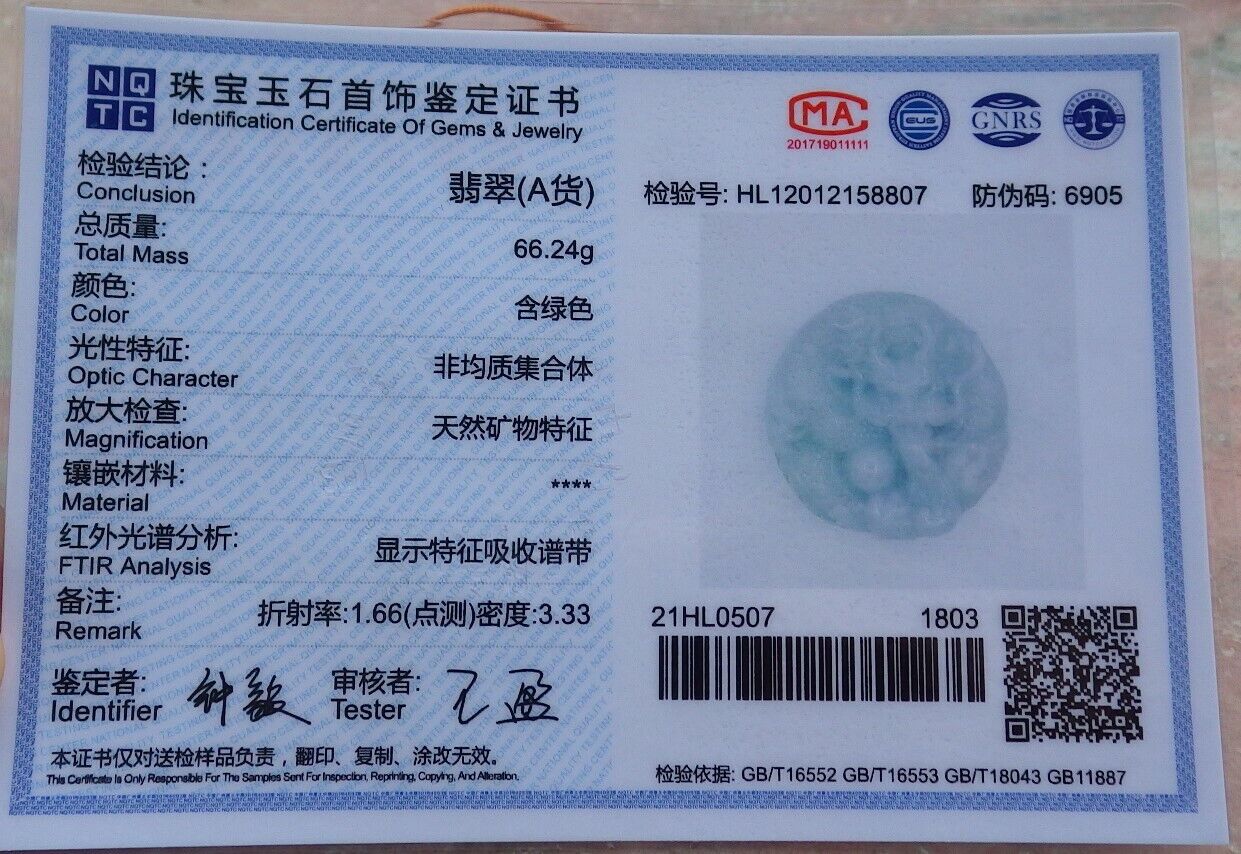 NQ
TC
珠宝玉石首饰鉴定证书
Identification Certificate Of Gems & Jewelry
检验结论：
Conclusion
翡翠(A货)
总质量:
Total Mass
66.24g
颜色:
Color
含绿色
光性特征:
Optic Character
非均质集合体
放大检查:
Magnification
天然矿物特征
镶嵌材料:
Material
****
红外光谱分析:
FTIR Analysis
显示特征吸收谱带
备注:
Remark
折射率:1.66(点测)密度:3.33
鉴定者:
Identifier
审核者:
Tester
王盈
本证书仅对送检样品负责，翻印、复制、涂改无效。
This Certificate Is Only Responsible For The Samples Sent For Inspection, Reprinting, Copying, And Alteration.
MA
201719011111
GNRS
检验号: HL12012158807
防伪码: 6905
21HL0507
1803
检验依据: GB/T16552 GB/T16553 GB/T18043 GB11887